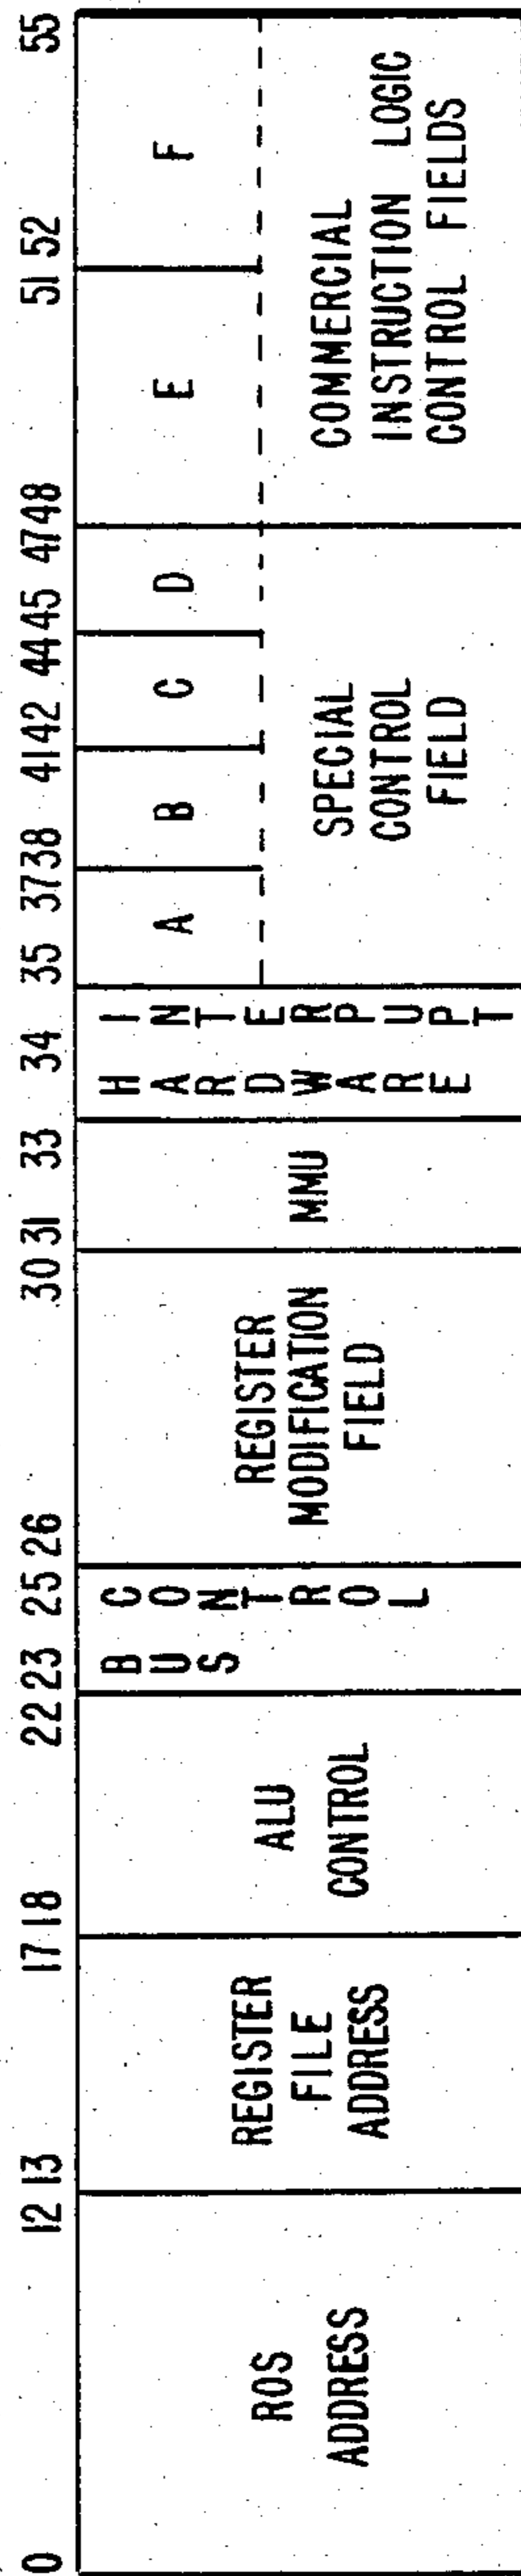 0 12 13 17 18 22 23 25 26 30 31 33 34 35 37 38 41 42 44 45 47 48 51 52 55
ROS
ADDRESS
REGISTER
FILE
ADDRESS
ALU
CONTROL
BUS
CONTROL
REGISTER
MODIFICATION
FIELD
MMU
HARDWARE
INTERPUPT
A B C D E F
SPECIAL
CONTROL
FIELD
COMMERCIAL
INSTRUCTION LOGIC
CONTROL FIELDS